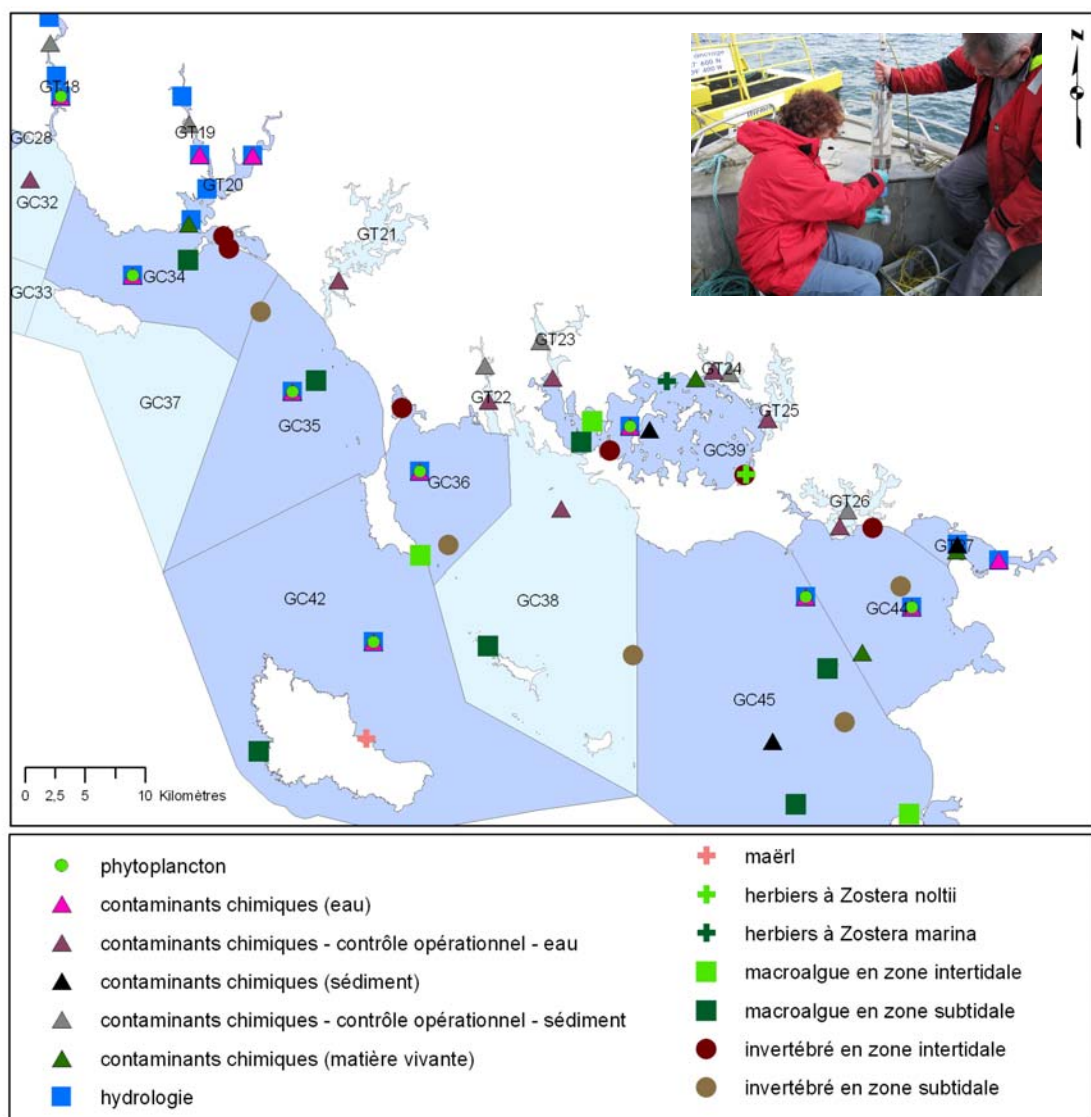 GT18
GC28
GT19
GC32
GT20
GT21
GC33
GC34
GC37
GC35
GT22
GT23
GT24
GT25
GC36
GC39
GT26
GC42
GC38
GC44
GC45
N
0 2,5 5 10 Kilomètres
phytoplancton
contaminants chimiques (eau)
contaminants chimiques - contrôle opérationnel - eau
contaminants chimiques (sédiment)
contaminants chimiques - contrôle opérationnel - sédiment
contaminants chimiques (matière vivante)
hydrologie
maërl
herbiers à Zostera noltii
herbiers à Zostera marina
macroalgue en zone intertidale
macroalgue en zone subtidale
invertébré en zone intertidale
invertébré en zone subtidale